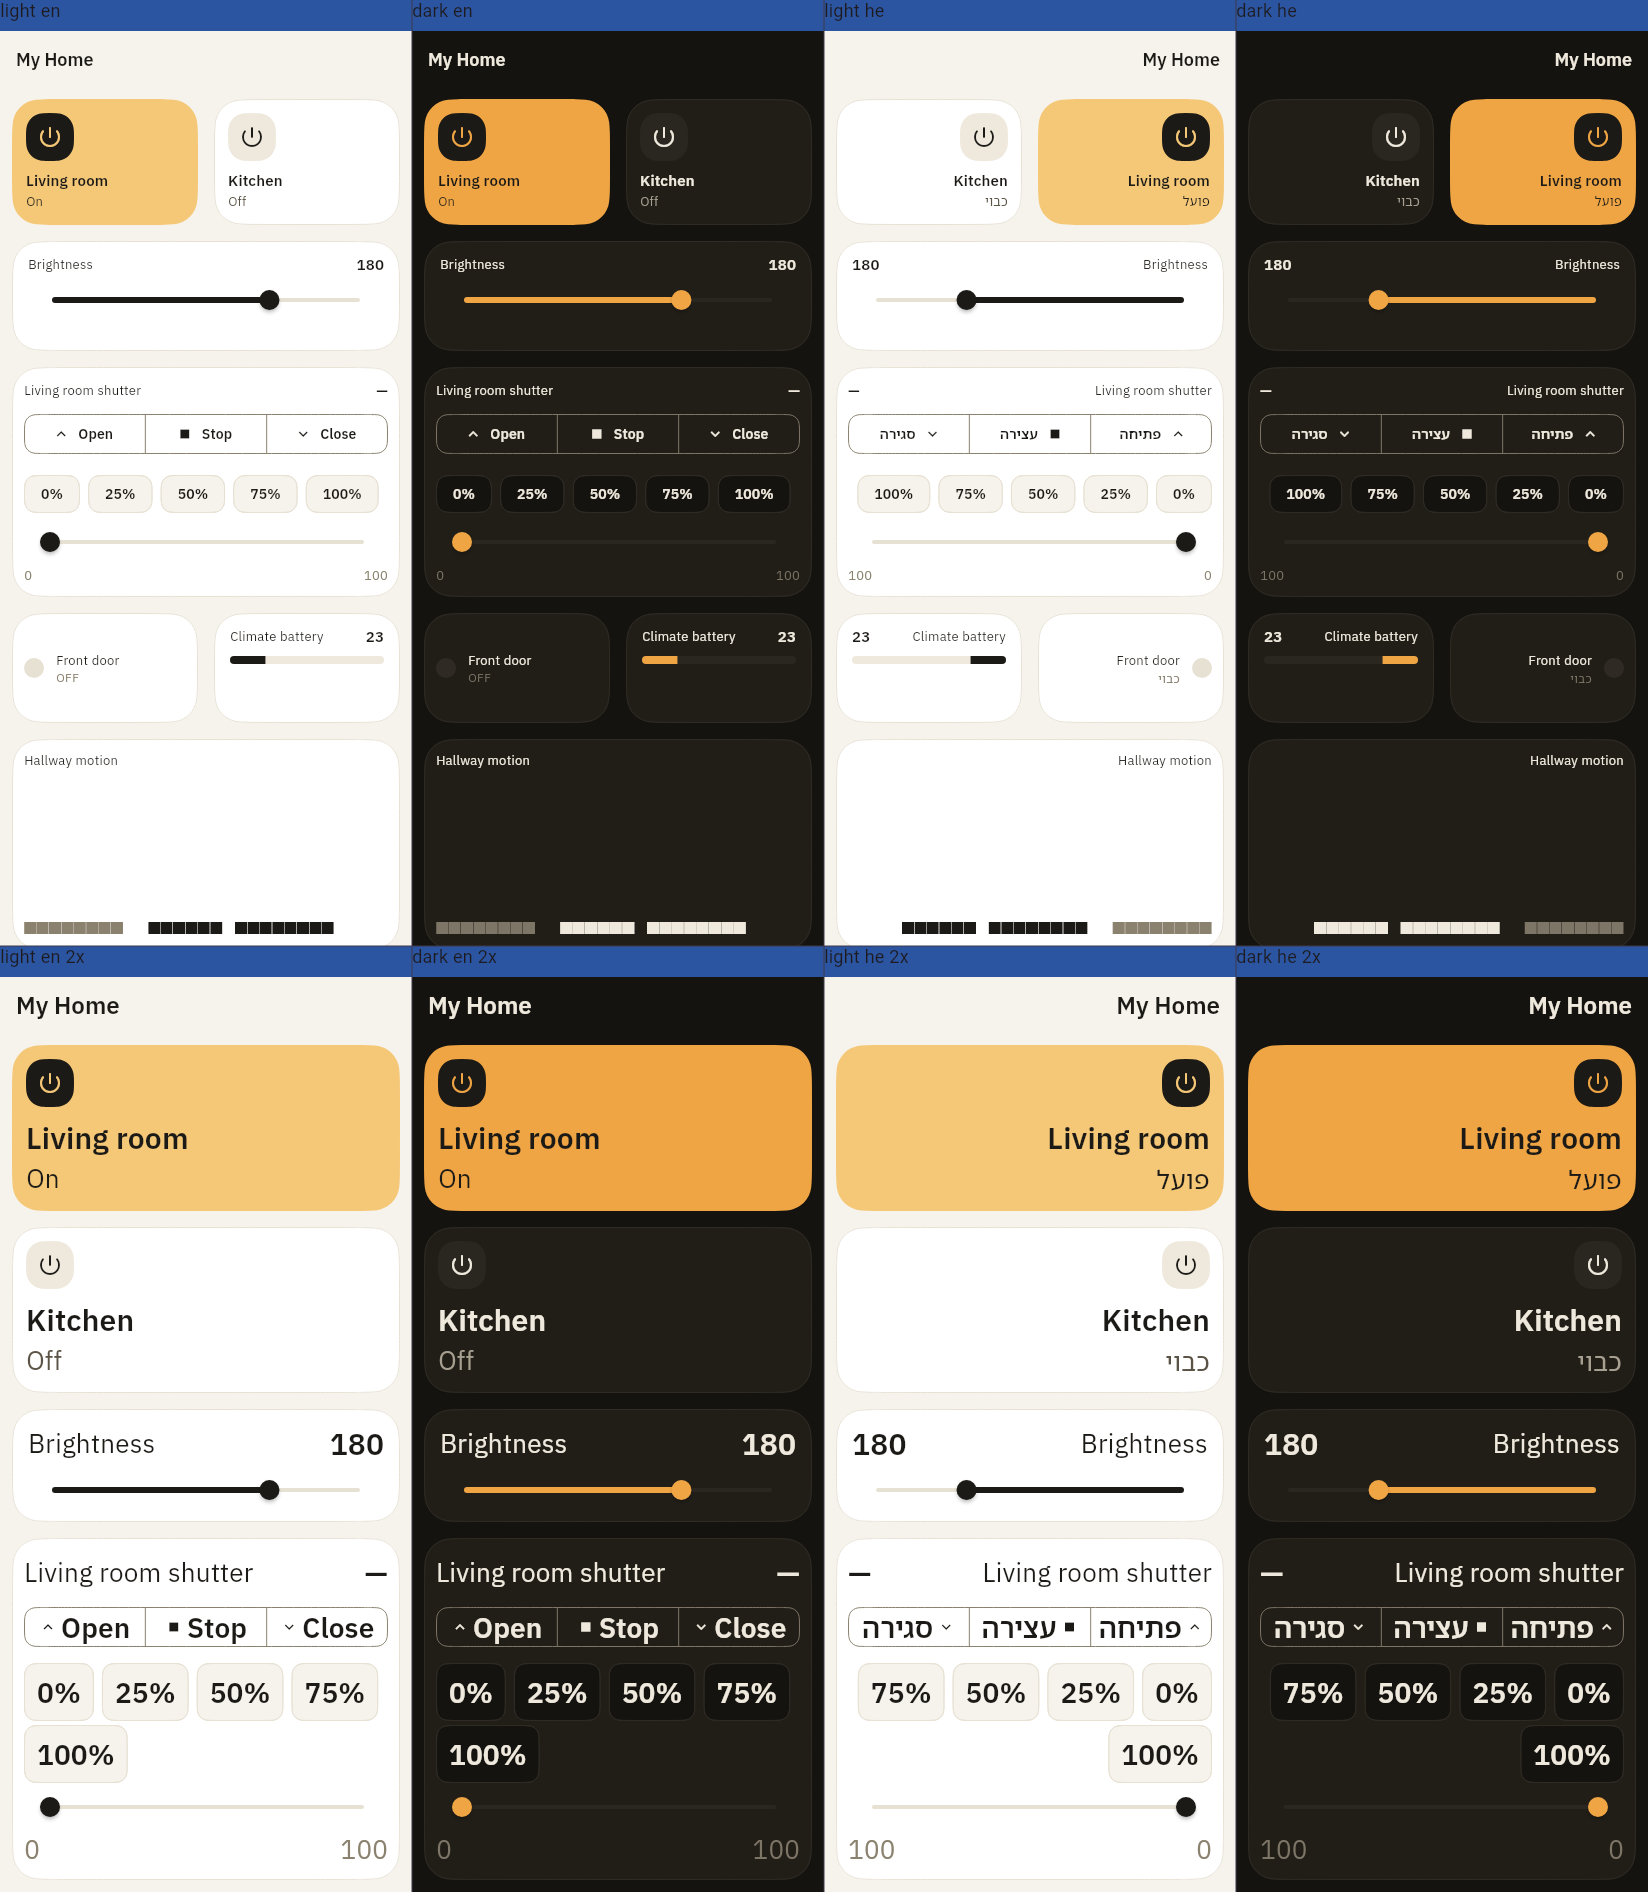 light en
My Home
Living room
On
Kitchen
Off
Brightness 180
Living room shutter —
Open Stop Close
0% 25% 50% 75% 100%
0 100
Front door
OFF
Climate battery 23
Hallway motion
dark en
My Home
Living room
On
Kitchen
Off
Brightness 180
Living room shutter —
Open Stop Close
0% 25% 50% 75% 100%
0 100
Front door
OFF
Climate battery 23
Hallway motion
light he
My Home
Living room
פועל
Kitchen
כבוי
Brightness 180
Living room shutter —
פתיחה עצירה סגירה
0% 25% 50% 75% 100%
0 100
Front door
כבוי
Climate battery 23
Hallway motion
dark he
My Home
Living room
פועל
Kitchen
כבוי
Brightness 180
Living room shutter —
פתיחה עצירה סגירה
0% 25% 50% 75% 100%
0 100
Front door
כבוי
Climate battery 23
Hallway motion
light en 2x
My Home
Living room
On
Kitchen
Off
Brightness 180
Living room shutter —
Open Stop Close
0% 25% 50% 75%
100%
0 100
dark en 2x
My Home
Living room
On
Kitchen
Off
Brightness 180
Living room shutter —
Open Stop Close
0% 25% 50% 75%
100%
0 100
light he 2x
My Home
Living room
פועל
Kitchen
כבוי
Brightness 180
Living room shutter —
פתיחה עצירה סגירה
0% 25% 50% 75%
100%
0 100
dark he 2x
My Home
Living room
פועל
Kitchen
כבוי
Brightness 180
Living room shutter —
פתיחה עצירה סגירה
0% 25% 50% 75%
100%
0 100